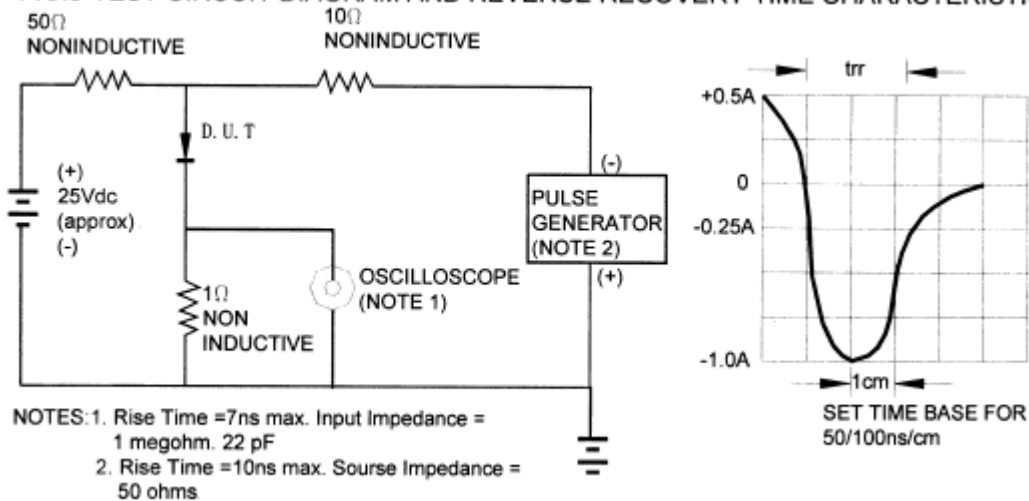 TEST CIRCUIT DIAGRAM AND REVERSE RECOVERY TIME
50Ω
NONINDUCTIVE
10Ω
NONINDUCTIVE
D.U.T
(+)
25Vdc
(approx)
(-)
1Ω
NON
INDUCTIVE
OSCILLOSCOPE
(NOTE 1)
(-)
PULSE
GENERATOR
(NOTE 2)
(+)
trr
+0.5A
0
-0.25A
-1.0A
1cm
SET TIME BASE FOR
50/100ns/cm
NOTES:1. Rise Time =7ns max. Input Impedance =
1 megohm. 22 pF
2. Rise Time =10ns max. Sourse Impedance =
50 ohms